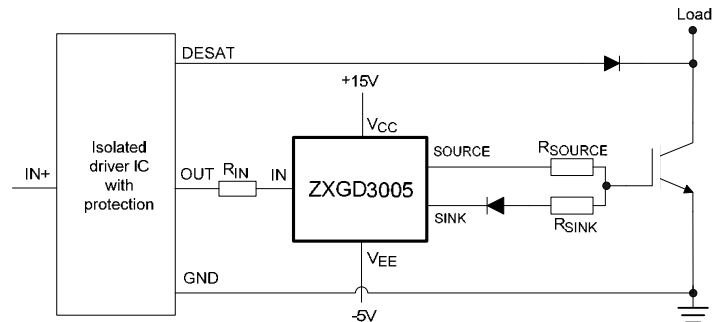 Load
DESAT
+15V
VCC
Isolated
driver IC
with
protection
IN+
OUT
RIN
IN
ZXGD3005
SOURCE
RSOURCE
SINK
RSINK
VEE
GND
-5V